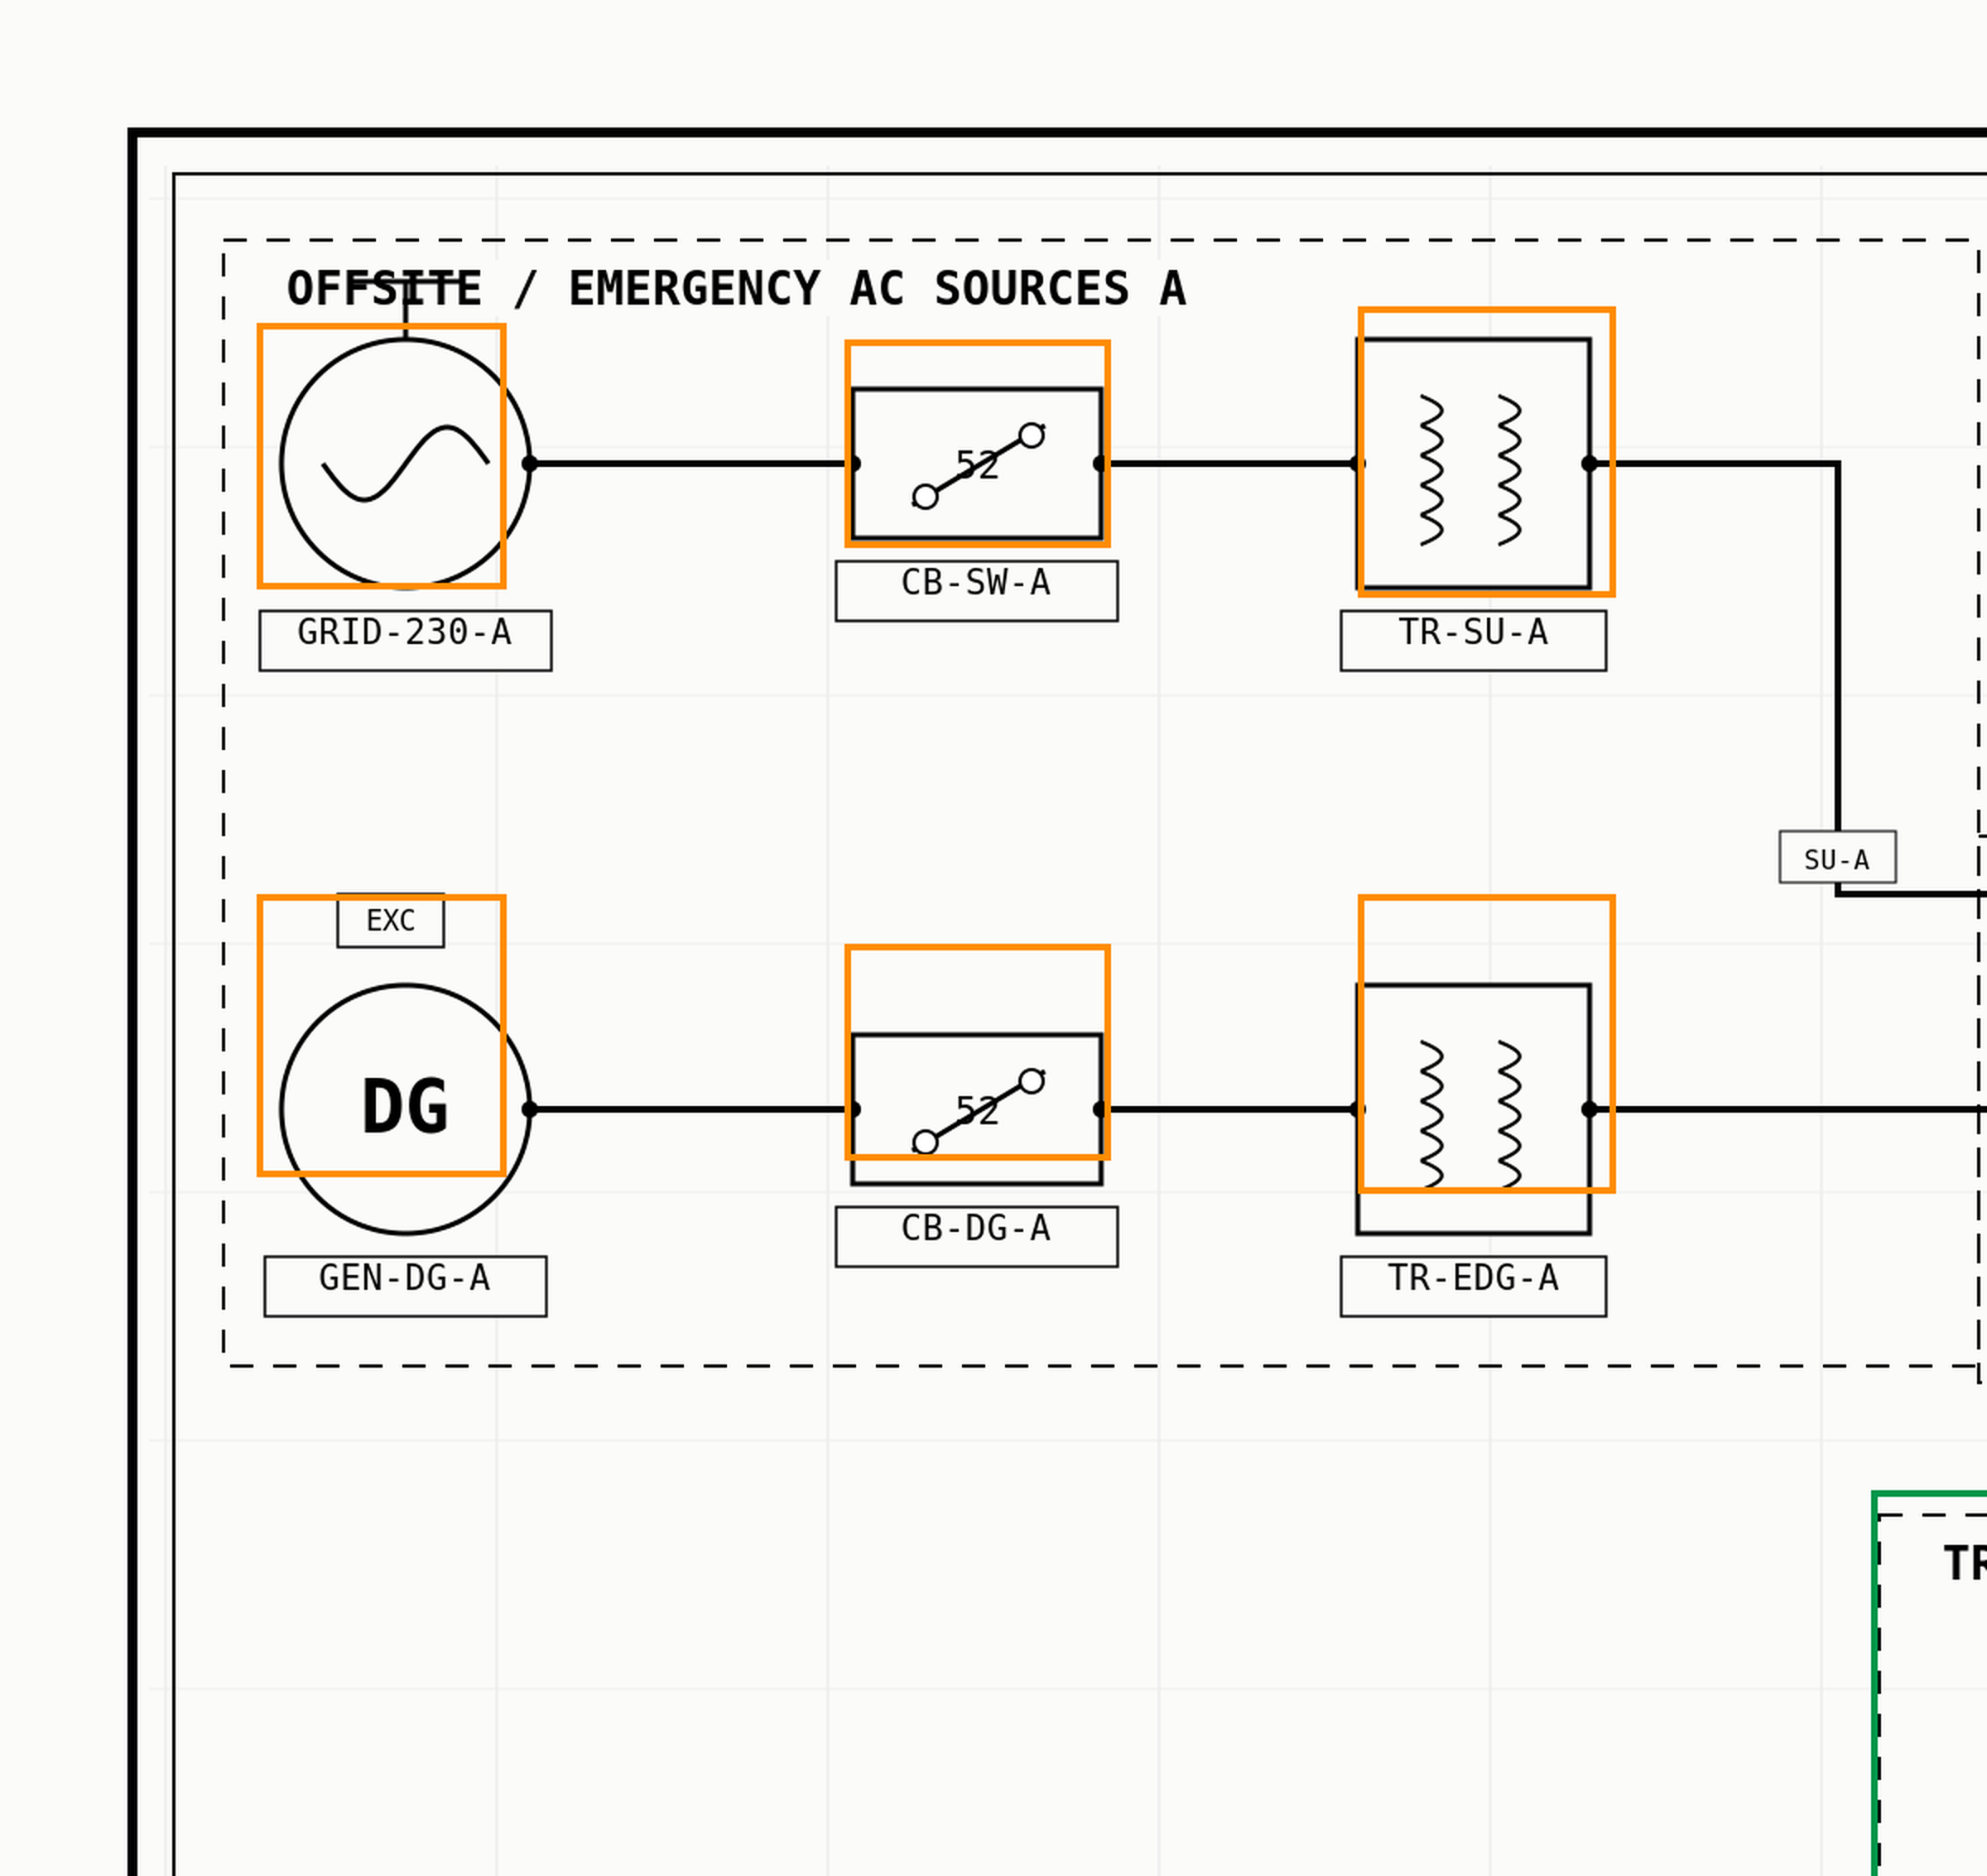 OFFSITE / EMERGENCY AC SOURCES A
52
CB-SW-A
GRID-230-A
TR-SU-A
SU-A
EXC
DG
52
CB-DG-A
GEN-DG-A
TR-EDG-A
TR